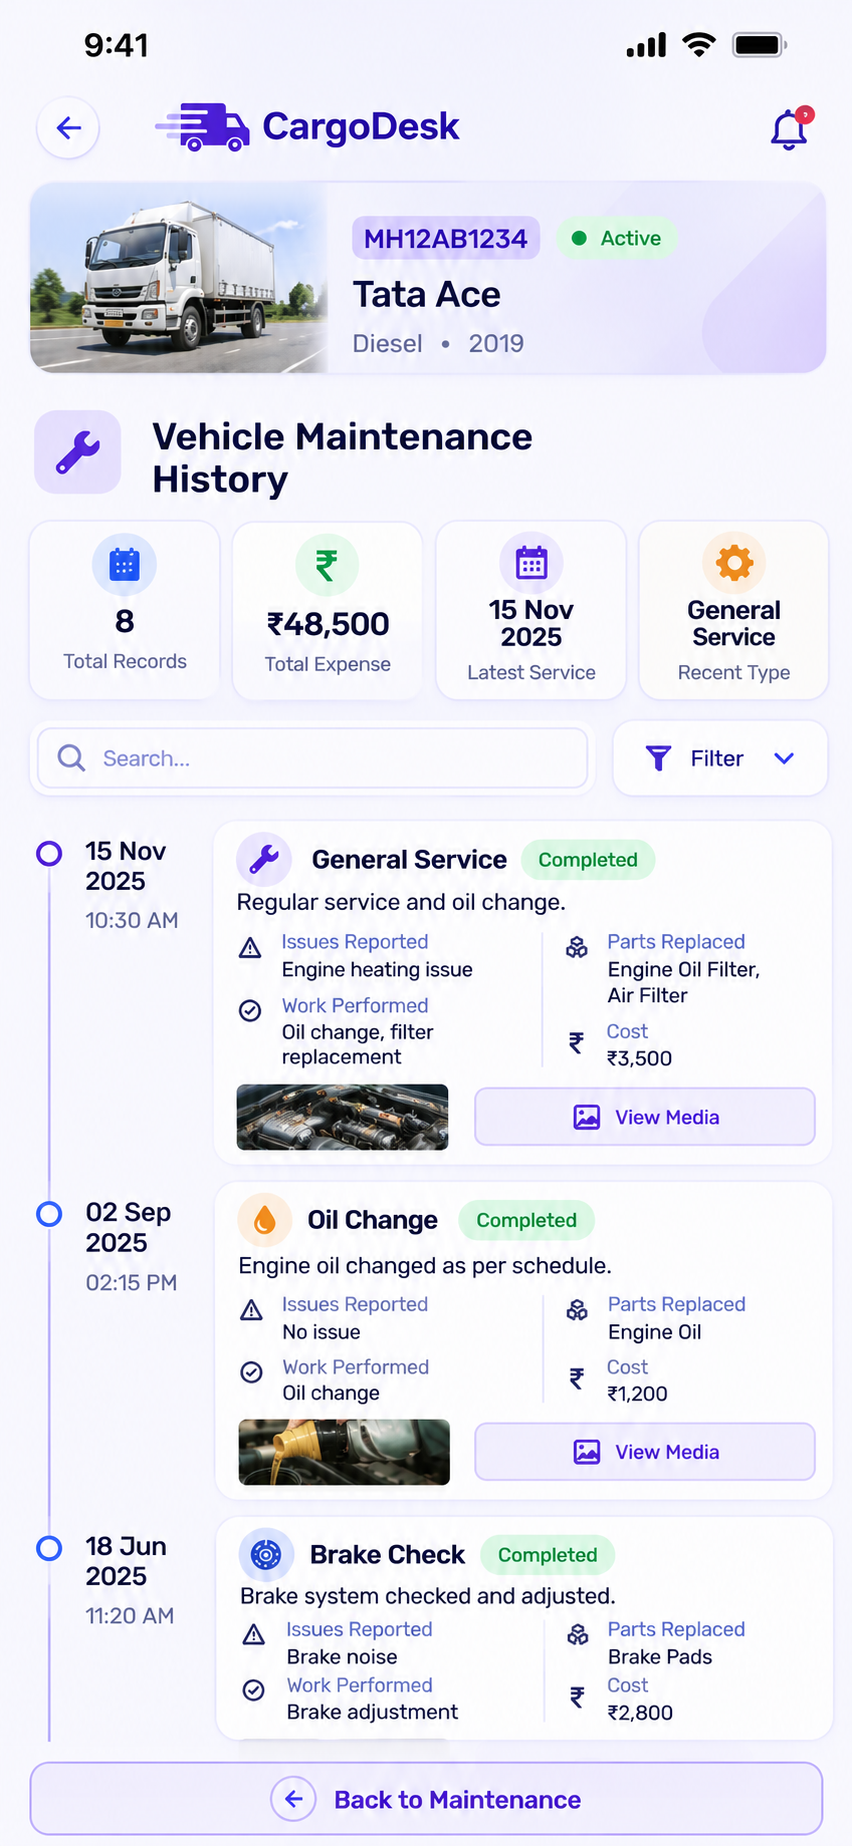 9:41
CargoDesk
MH12AB1234
Active
Tata Ace
Diesel • 2019
Vehicle Maintenance
History
8
Total Records
₹48,500
Total Expense
15 Nov
2025
Latest Service
General
Service
Recent Type
Search...
Filter
15 Nov
2025
10:30 AM
General Service
Completed
Regular service and oil change.
Issues Reported
Engine heating issue
Work Performed
Oil change, filter
replacement
Parts Replaced
Engine Oil Filter,
Air Filter
Cost
₹3,500
View Media
02 Sep
2025
02:15 PM
Oil Change
Completed
Engine oil changed as per schedule.
Issues Reported
No issue
Work Performed
Oil change
Parts Replaced
Engine Oil
Cost
₹1,200
View Media
18 Jun
2025
11:20 AM
Brake Check
Completed
Brake system checked and adjusted.
Issues Reported
Brake noise
Work Performed
Brake adjustment
Parts Replaced
Brake Pads
Cost
₹2,800
Back to Maintenance